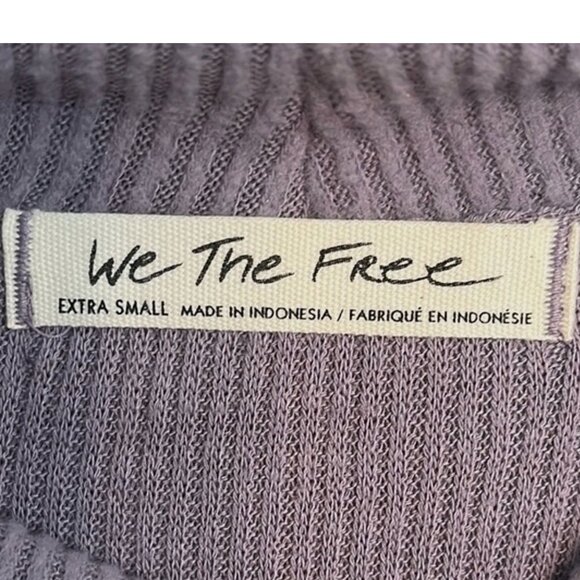 We The Free
EXTRA SMALL MADE IN INDONESIA / FABRIQUÉ EN INDONÉSIE